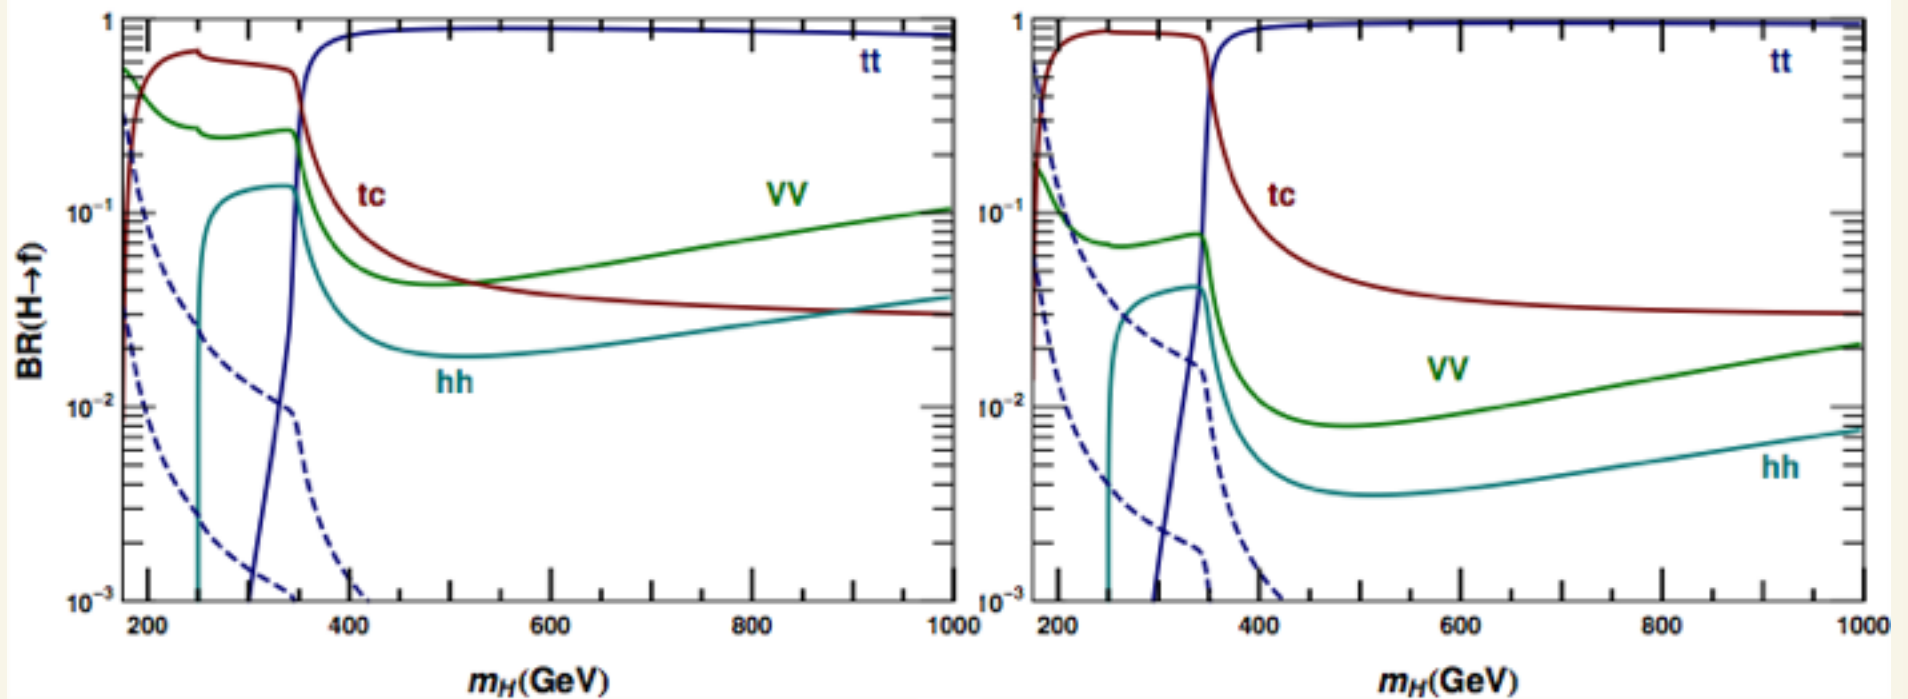 BR(H→f)
1
10⁻¹
10⁻²
10⁻³
tt
tc
VV
hh
200 400 600 800 1000
m_H(GeV)
1
10⁻¹
10⁻²
10⁻³
tt
tc
VV
hh
200 400 600 800 1000
m_H(GeV)